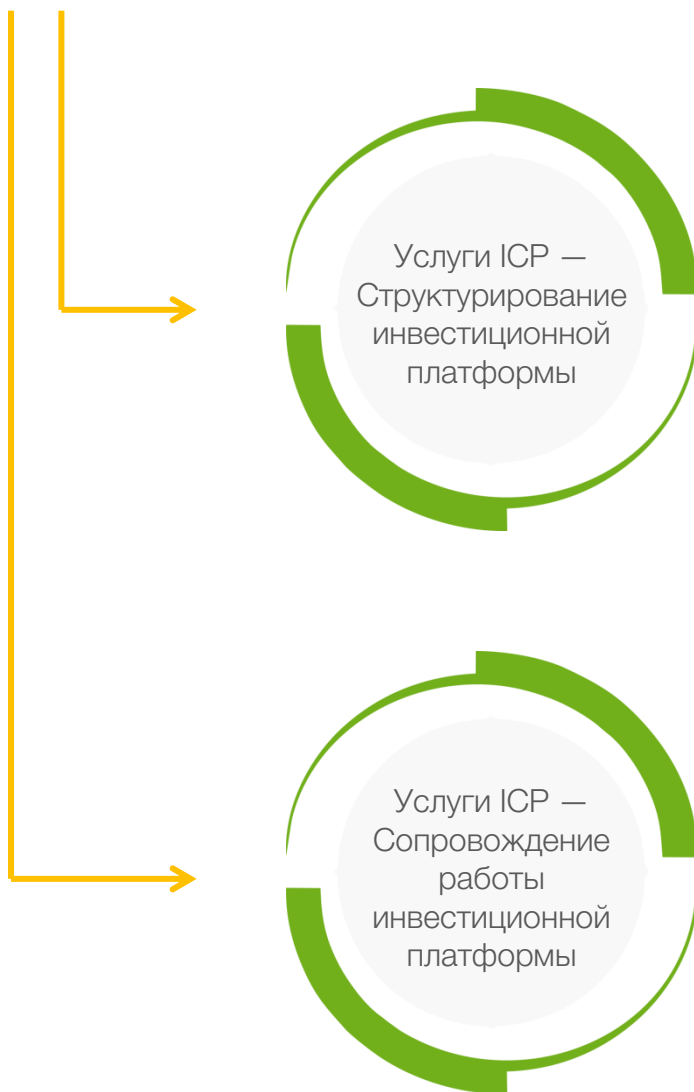 Услуги ICP —
Структурирование
инвестиционной
платформы
Услуги ICP —
Сопровождение
работы
инвестиционной
платформы